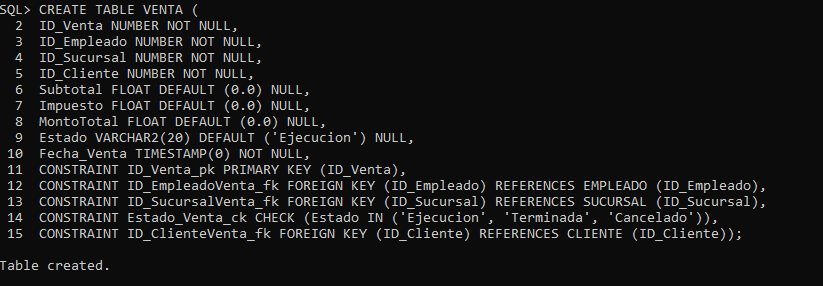 SQL> CREATE TABLE VENTA (
2 ID_Venta NUMBER NOT NULL,
3 ID_Empleado NUMBER NOT NULL,
4 ID_Sucursal NUMBER NOT NULL,
5 ID_Cliente NUMBER NOT NULL,
6 Subtotal FLOAT DEFAULT (0.0) NULL,
7 Impuesto FLOAT DEFAULT (0.0) NULL,
8 MontoTotal FLOAT DEFAULT (0.0) NULL,
9 Estado VARCHAR2(20) DEFAULT ('Ejecucion') NULL,
10 Fecha_Venta TIMESTAMP(0) NOT NULL,
11 CONSTRAINT ID_Venta_pk PRIMARY KEY (ID_Venta),
12 CONSTRAINT ID_EmpleadoVenta_fk FOREIGN KEY (ID_Empleado) REFERENCES EMPLEADO (ID_Empleado),
13 CONSTRAINT ID_SucursalVenta_fk FOREIGN KEY (ID_Sucursal) REFERENCES SUCURSAL (ID_Sucursal),
14 CONSTRAINT Estado_Venta_ck CHECK (Estado IN ('Ejecucion', 'Terminada', 'Cancelado')),
15 CONSTRAINT ID_ClienteVenta_fk FOREIGN KEY (ID_Cliente) REFERENCES CLIENTE (ID_Cliente));
Table created.